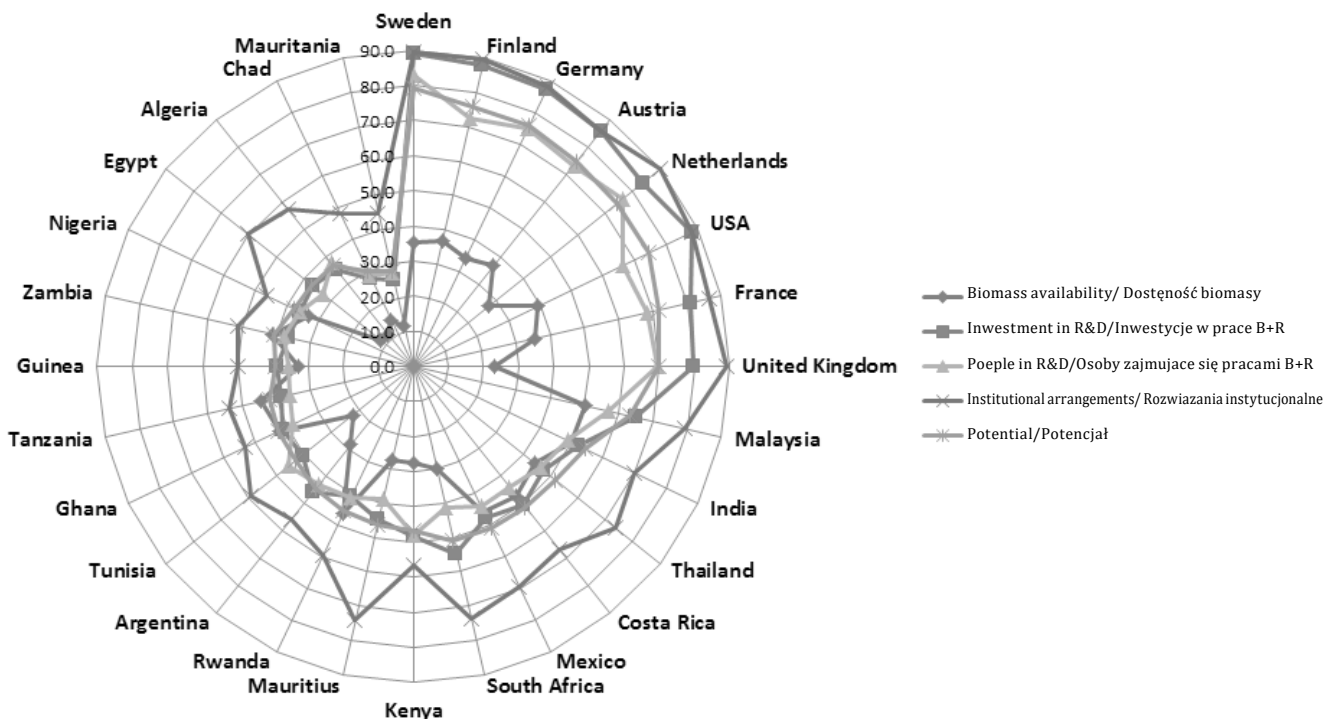 Sweden
Finland
Germany
Austria
Netherlands
USA
France
United Kingdom
Malaysia
India
Thailand
Costa Rica
Mexico
South Africa
Kenya
Mauritius
Rwanda
Argentina
Tunisia
Ghana
Tanzania
Guinea
Zambia
Nigeria
Egypt
Algeria
Chad
Mauritania
90.0
80.0
70.0
60.0
50.0
40.0
30.0
20.0
10.0
0.0
Biomass availability/ Dostęność biomasy
Inwestment in R&D/Inwestycje w prace B+R
Poeple in R&D/Osoby zajmujace się pracami B+R
Institutional arrangements/ Rozwiazania instytucjonalne
Potential/Potencjał